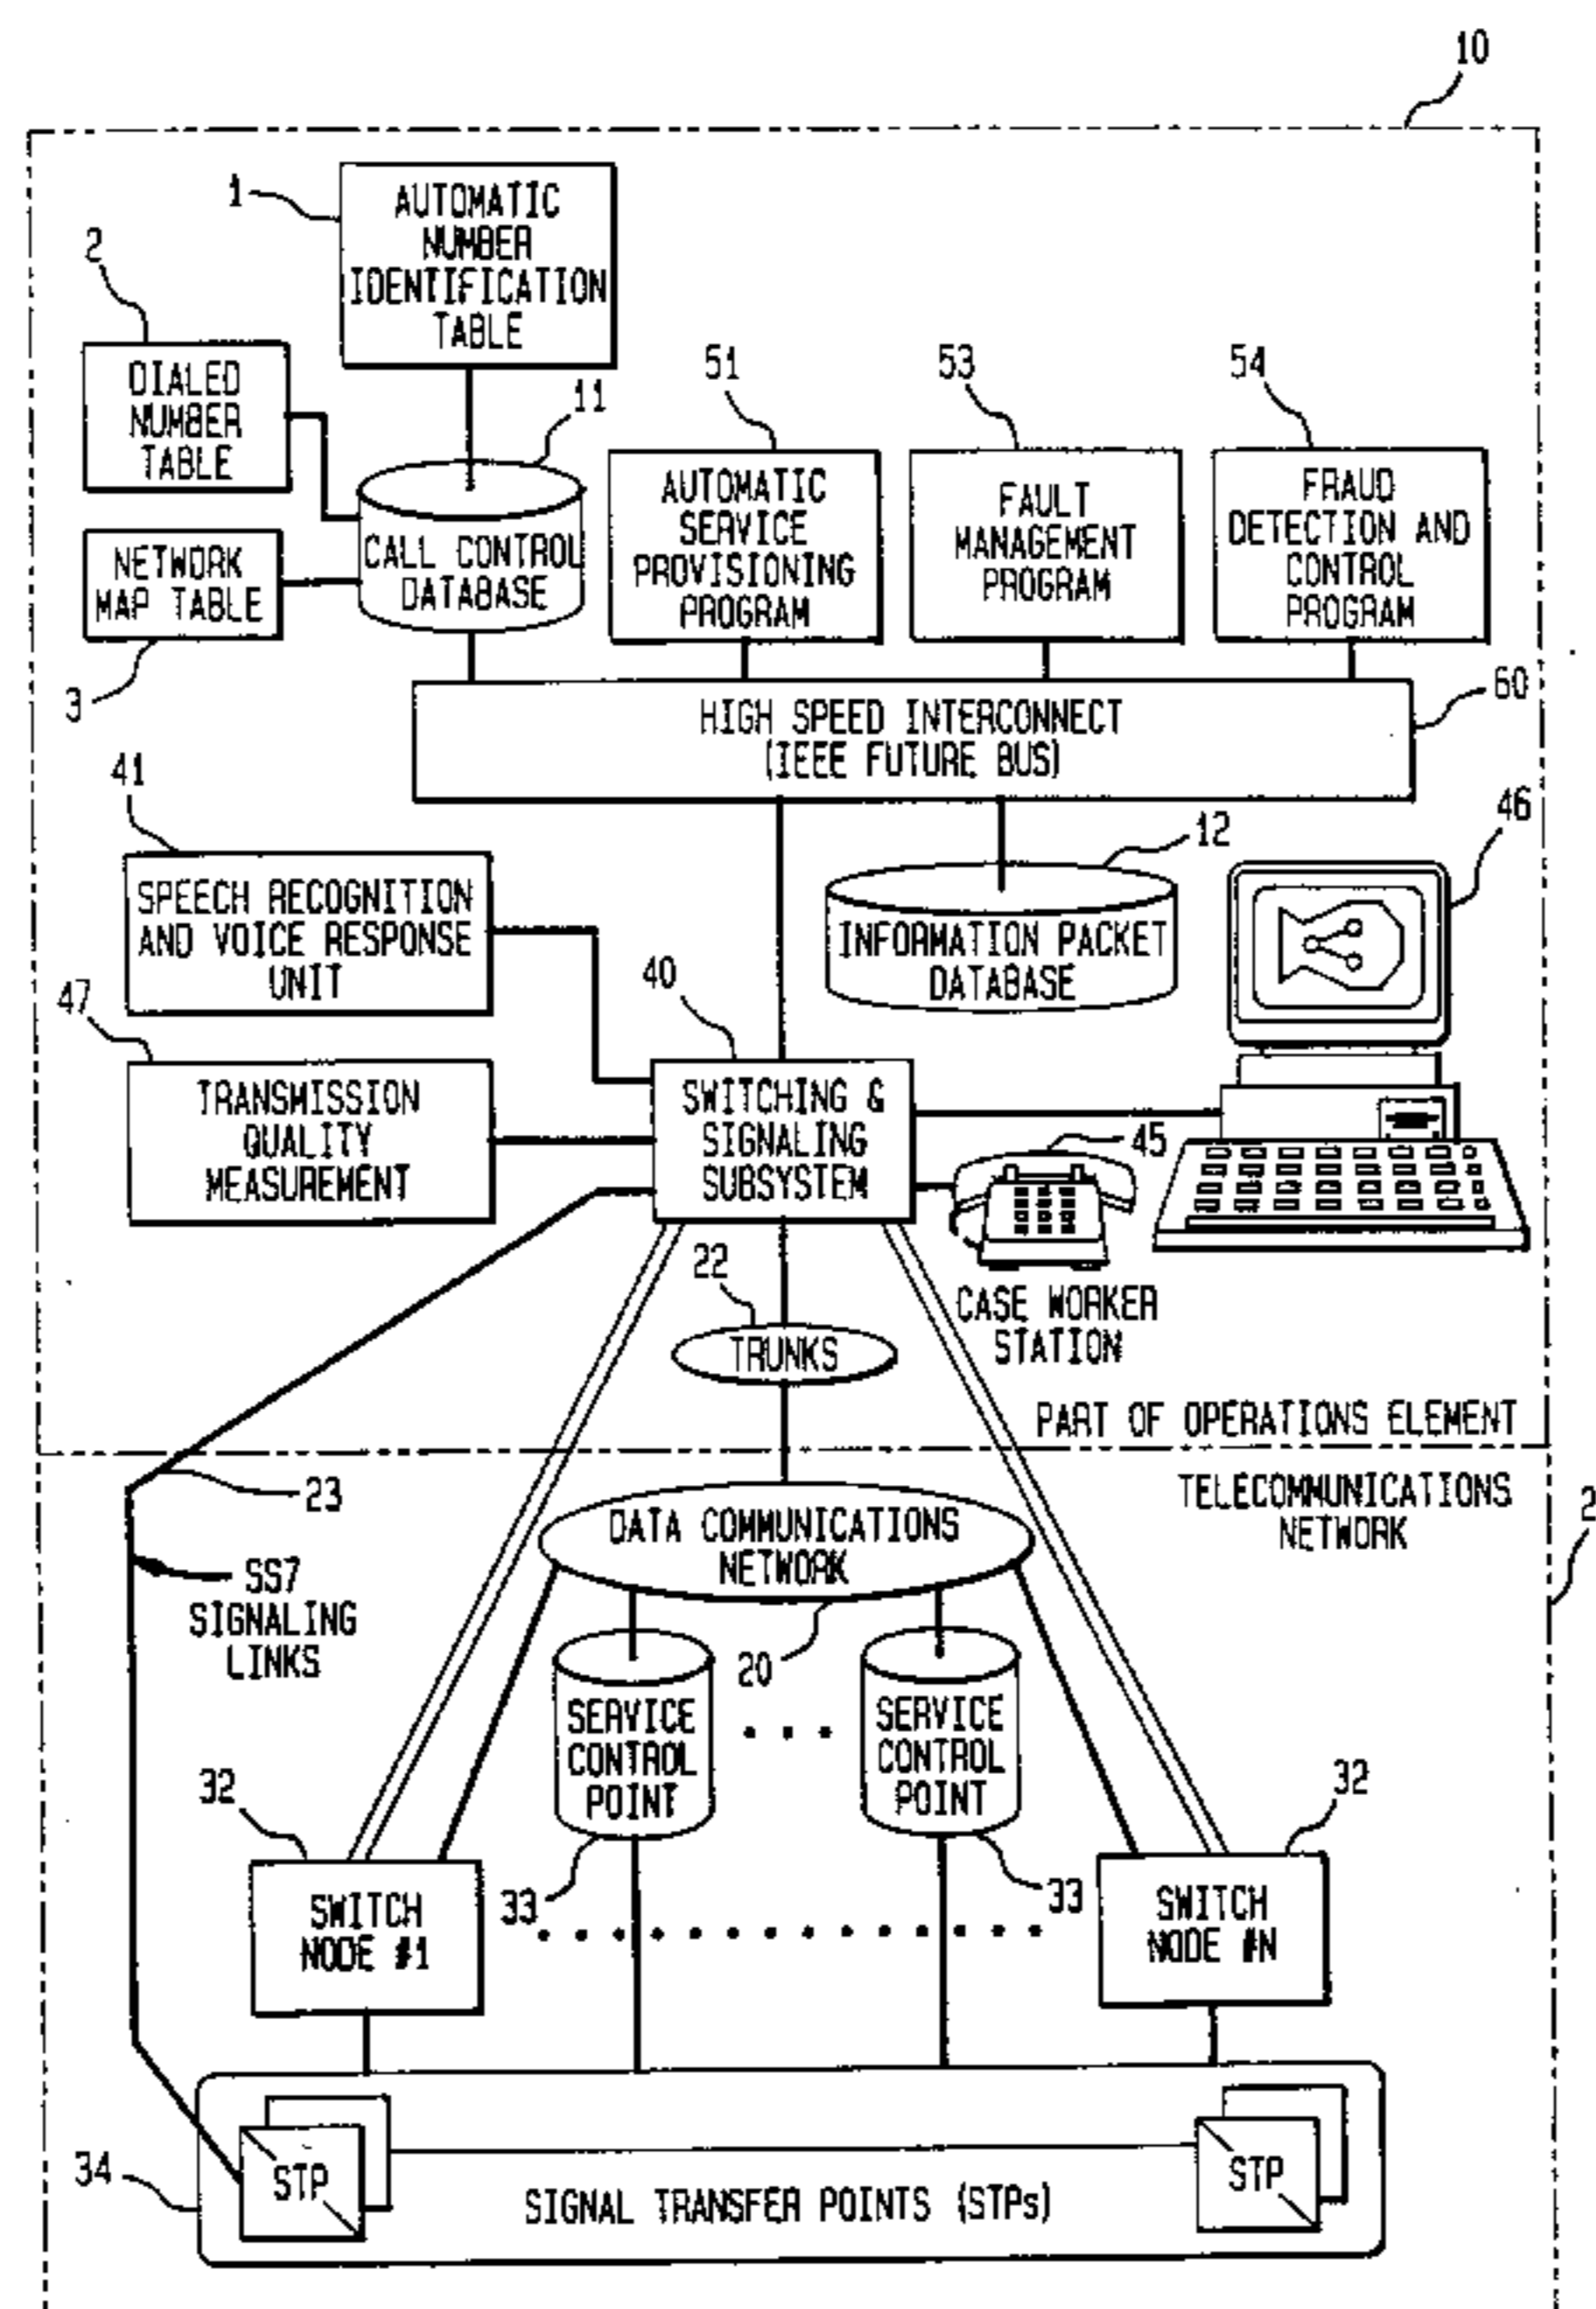 10
1
AUTOMATIC
NUMBER
IDENTIFICATION
TABLE
2
DIALED
NUMBER
TABLE
11
51
53
54
CALL CONTROL
DATABASE
AUTOMATIC
SERVICE
PROVISIONING
PROGRAM
FAULT
MANAGEMENT
PROGRAM
FRAUD
DETECTION AND
CONTROL
PROGRAM
NETWORK
MAP TABLE
3
HIGH SPEED INTERCONNECT
(IEEE FUTURE BUS)
60
41
SPEECH RECOGNITION
AND VOICE RESPONSE
UNIT
12
INFORMATION PACKET
DATABASE
46
47
TRANSMISSION
QUALITY
MEASUREMENT
40
SWITCHING &
SIGNALING
SUBSYSTEM
45
CASE WORKER
STATION
22
TRUNKS
PART OF OPERATIONS ELEMENT
23
TELECOMMUNICATIONS
NETWORK
2
DATA COMMUNICATIONS
NETWORK
SS7
SIGNALING
LINKS
20
SERVICE
CONTROL
POINT
• • •
SERVICE
CONTROL
POINT
32
32
33
33
SWITCH
NODE #1
SWITCH
NODE #N
34
STP
SIGNAL TRANSFER POINTS (STPs)
STP